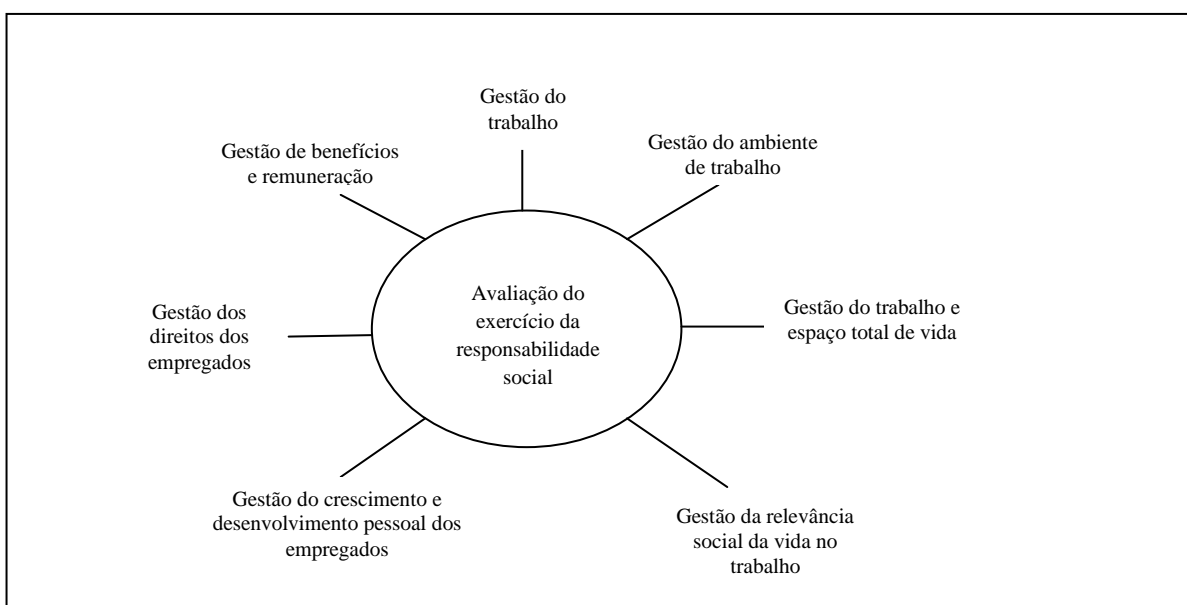 Gestão do
trabalho
Gestão do ambiente
de trabalho
Gestão de benefícios
e remuneração
Avaliação do
exercício da
responsabilidade
social
Gestão do trabalho e
espaço total de vida
Gestão dos
direitos dos
empregados
Gestão do crescimento e
desenvolvimento pessoal dos
empregados
Gestão da relevância
social da vida no
trabalho